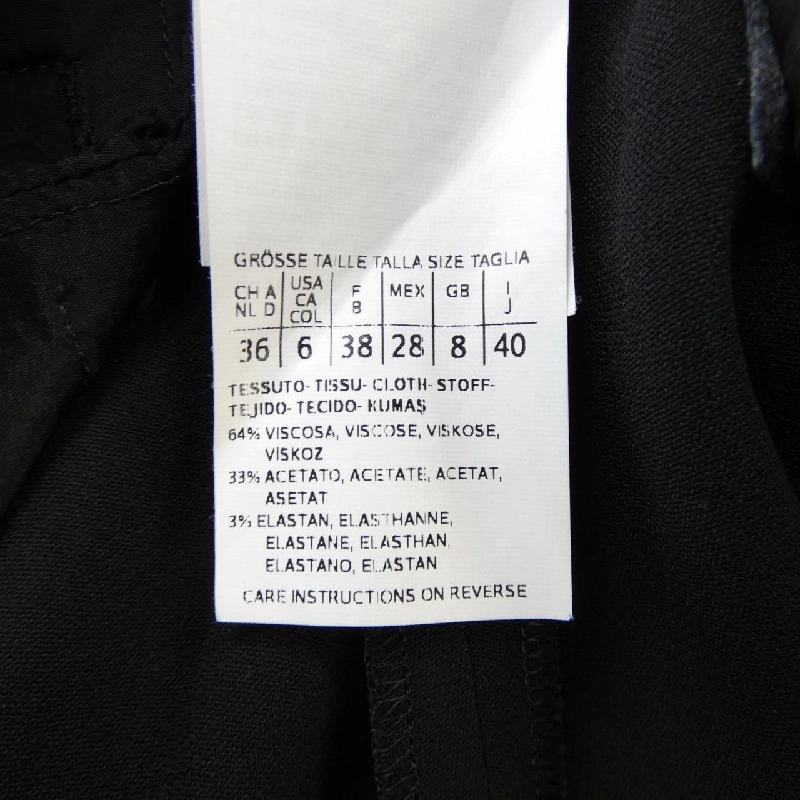 GRÖSSE TAILLE TALLA SIZE TAGLIA
CH A NL D | USA CA COL | F B | MEX | GB | I J
36 | 6 | 38 | 28 | 8 | 40
TESSUTO- TISSU- CLOTH- STOFF-
TEJIDO- TECIDO- KUMAŞ
64% VISCOSA, VISCOSE, VISKOSE,
VİSKOZ
33% ACETATO, ACETATE, ACETAT,
ASETAT
3% ELASTAN, ELASTHANNE,
ELASTANE, ELASTHAN,
ELASTANO, ELASTAN
CARE INSTRUCTIONS ON REVERSE